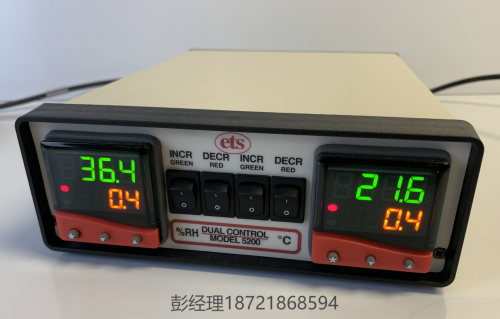 ets
INCR DECR INCR DECR
GREEN RED GREEN RED
36.4
0.4
21.6
0.4
%RH DUAL CONTROL °C
MODEL 5200
彭经理18721868594